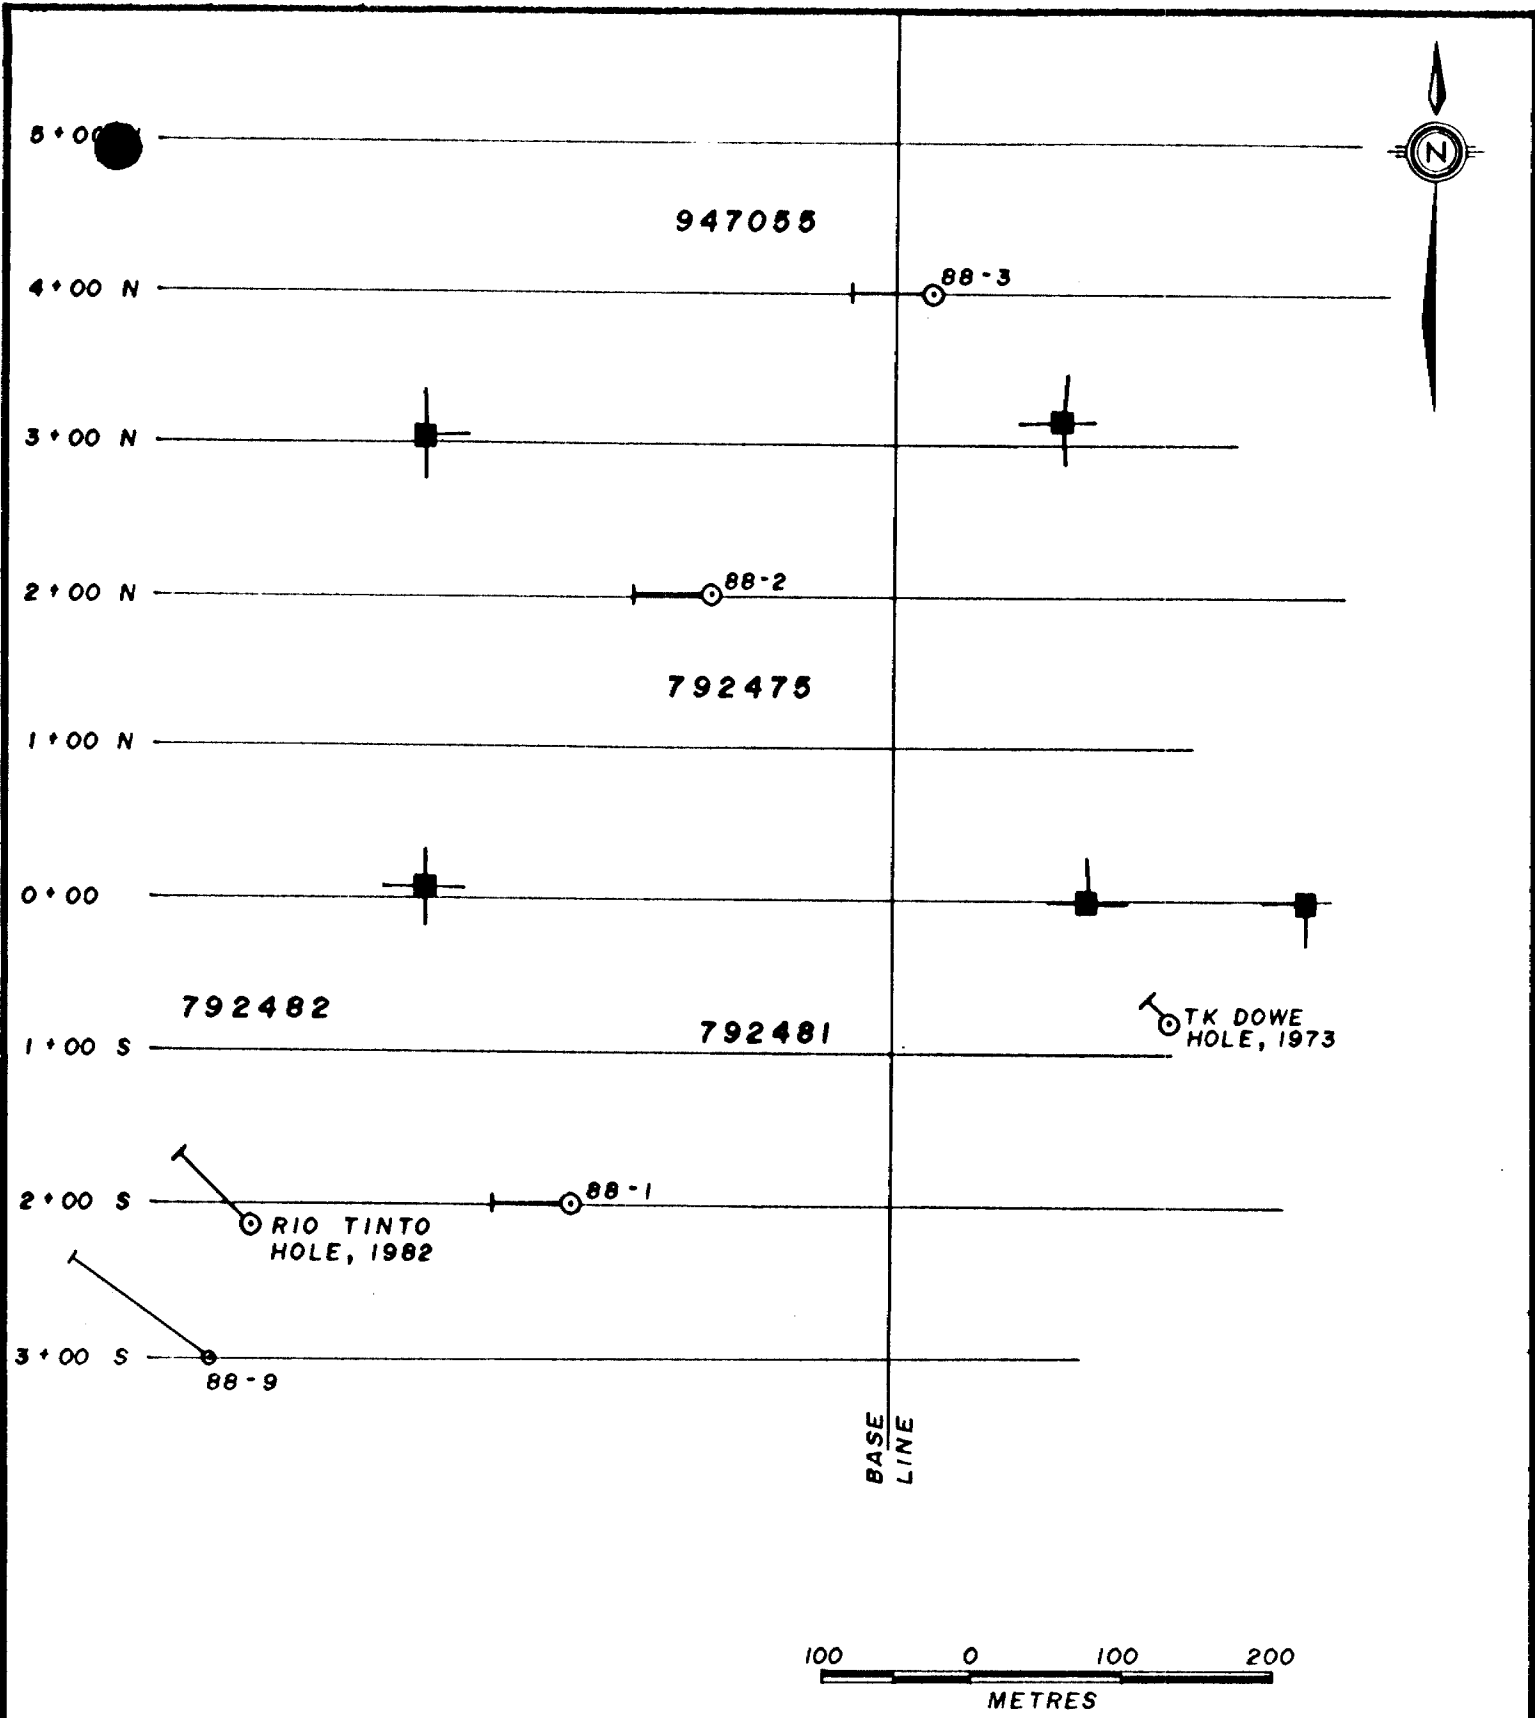 5+00
N
947055
4+00 N
88-3
3+00 N
2+00 N
88-2
792475
1+00 N
0+00
792482
792481
TK DOWE
HOLE, 1973
1+00 S
2+00 S
88-1
RIO TINTO
HOLE, 1982
3+00 S
88-9
BASE
LINE
100 0 100 200
METRES